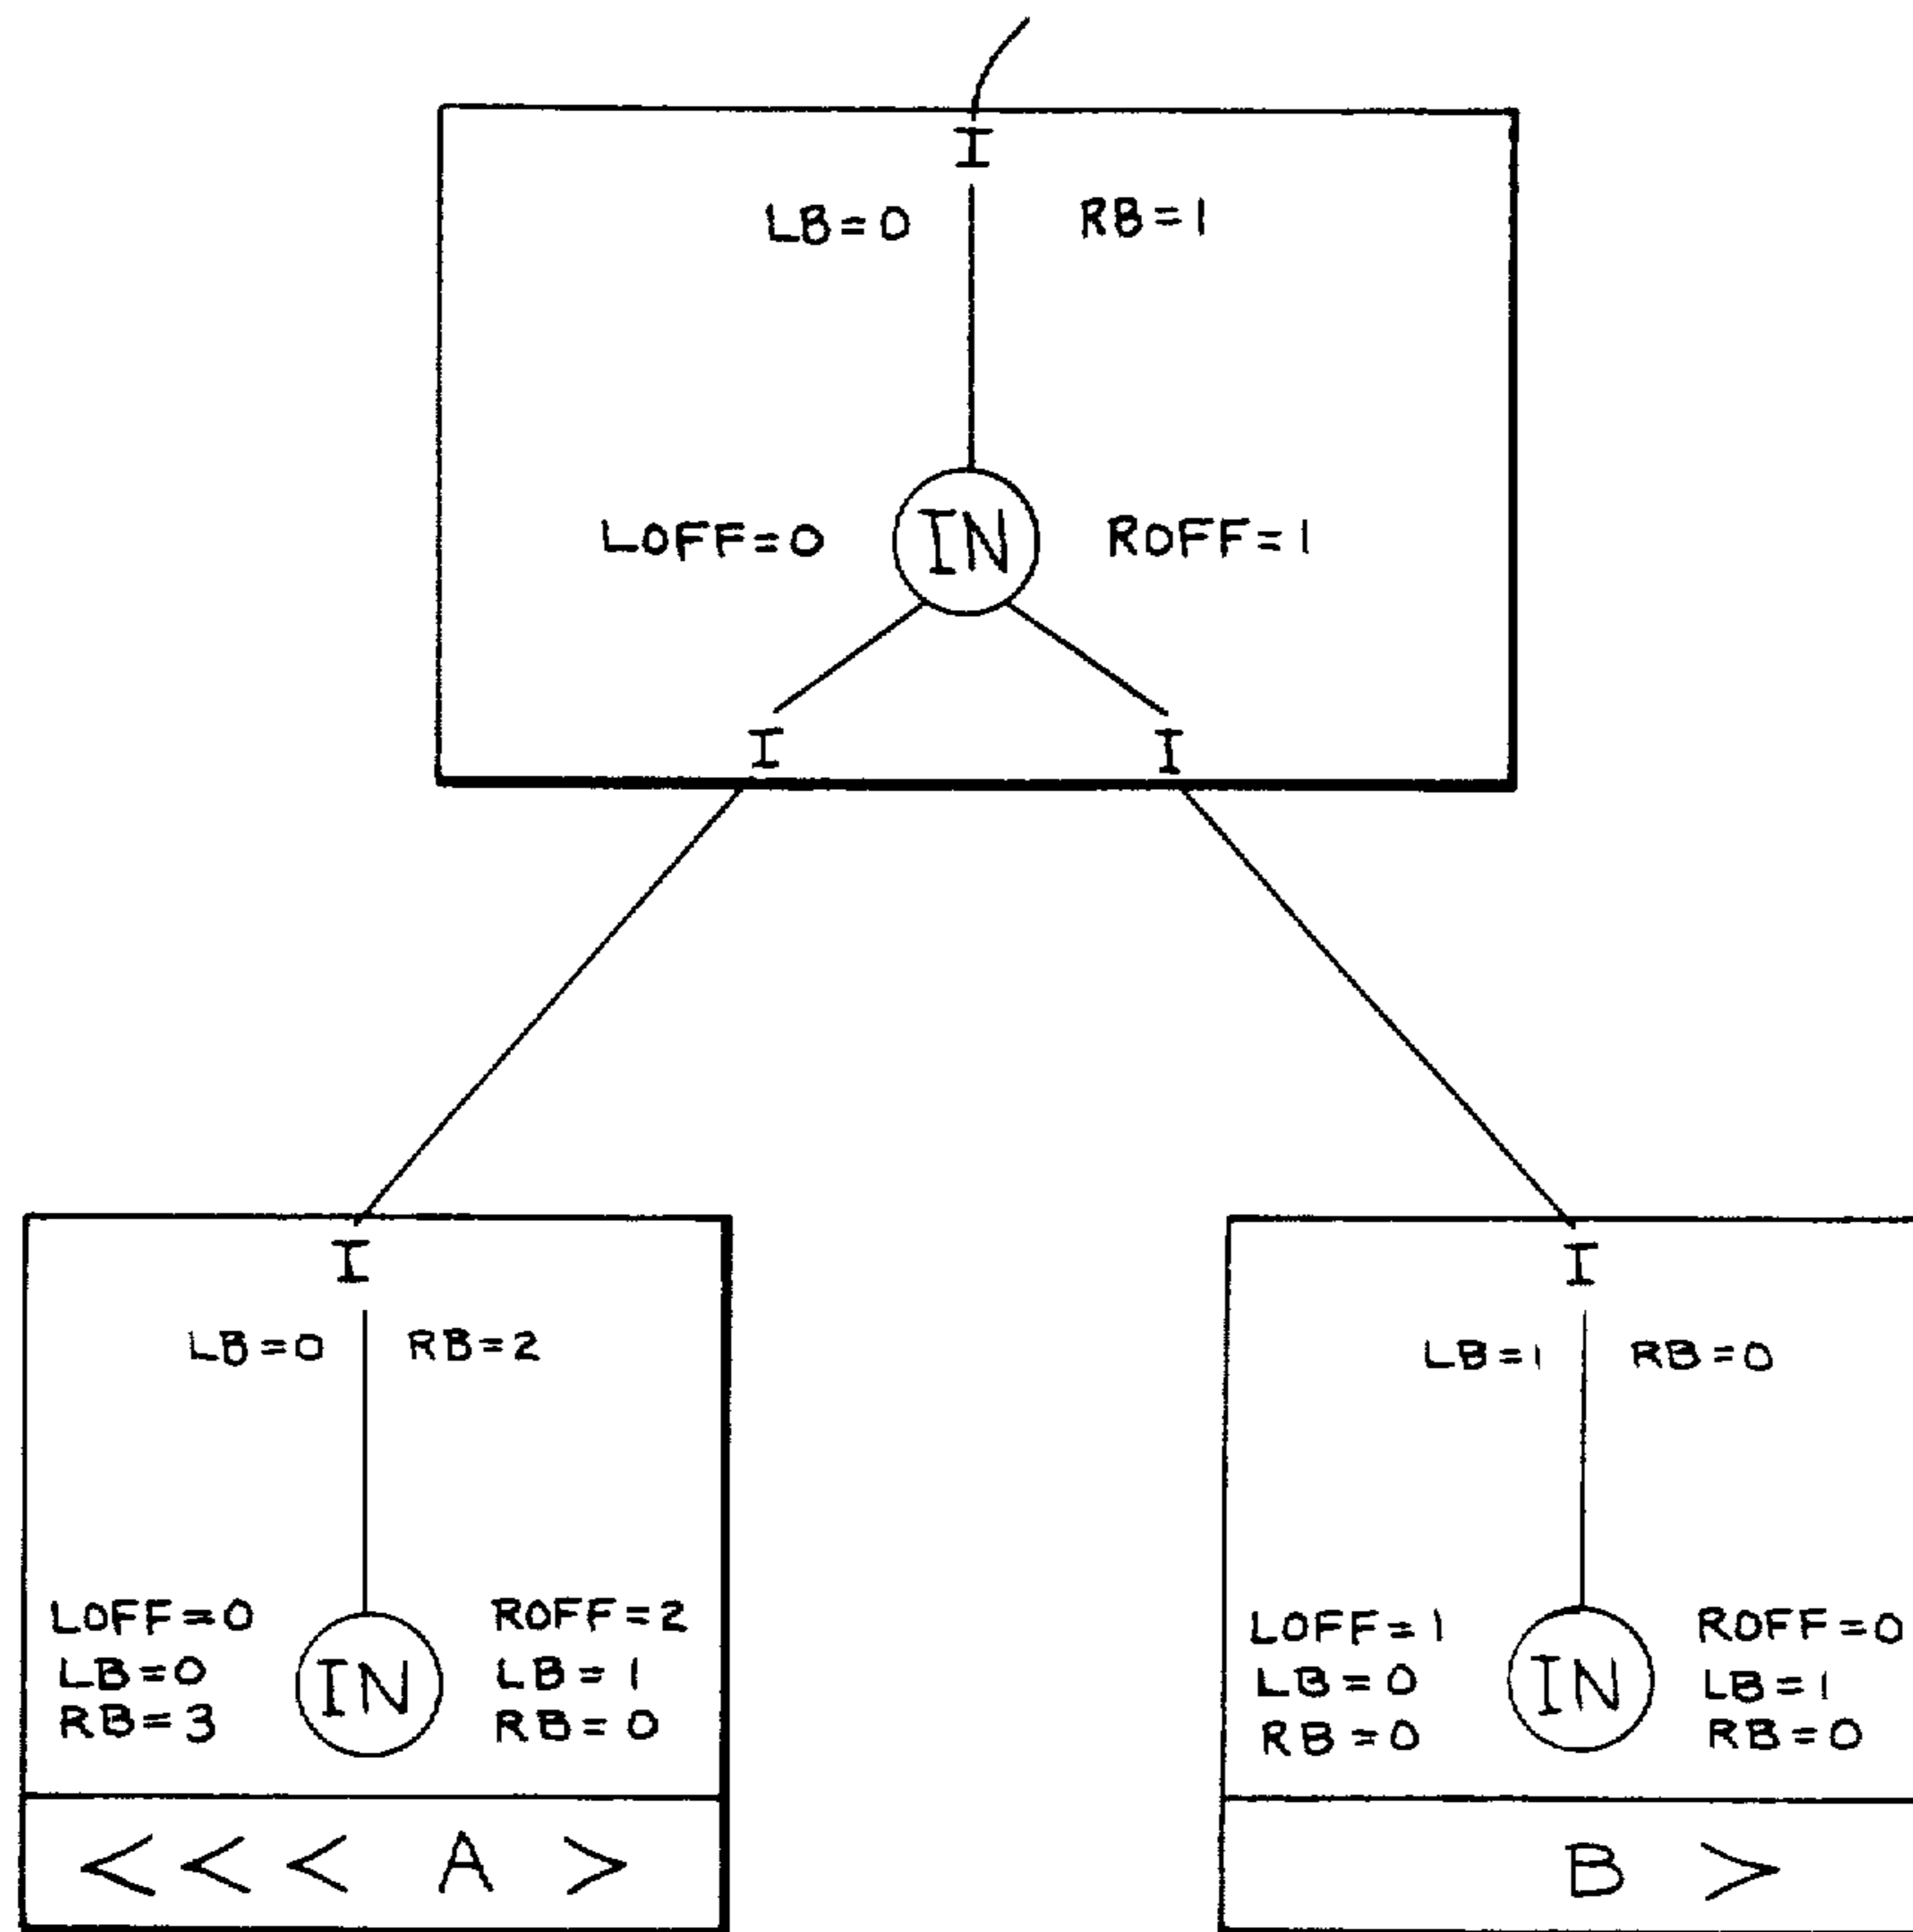 I
LB=0 RB=1
LOFF=0 IN ROFF=1
I I
I
LB=0 RB=2
LOFF=0 ROFF=2
LB=0 IN LB=1
RB=3 RB=0
<<< A >
I
LB=1 RB=0
LOFF=1 ROFF=0
LB=0 IN LB=1
RB=0 RB=0
B >